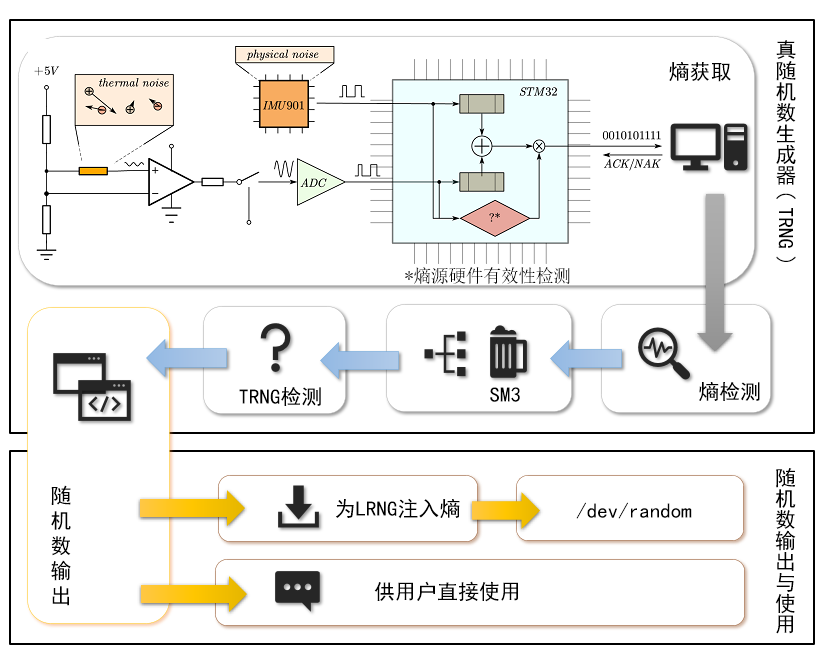 +5V
thermal noise
physical noise
IMU901
ADC
STM32
?*
0010101111
ACK/NAK
熵获取
*熵源硬件有效性检测
真随机数生成器(TRNG)
熵检测
SM3
TRNG检测
随机数输出
为LRNG注入熵
/dev/random
供用户直接使用
随机数输出与使用